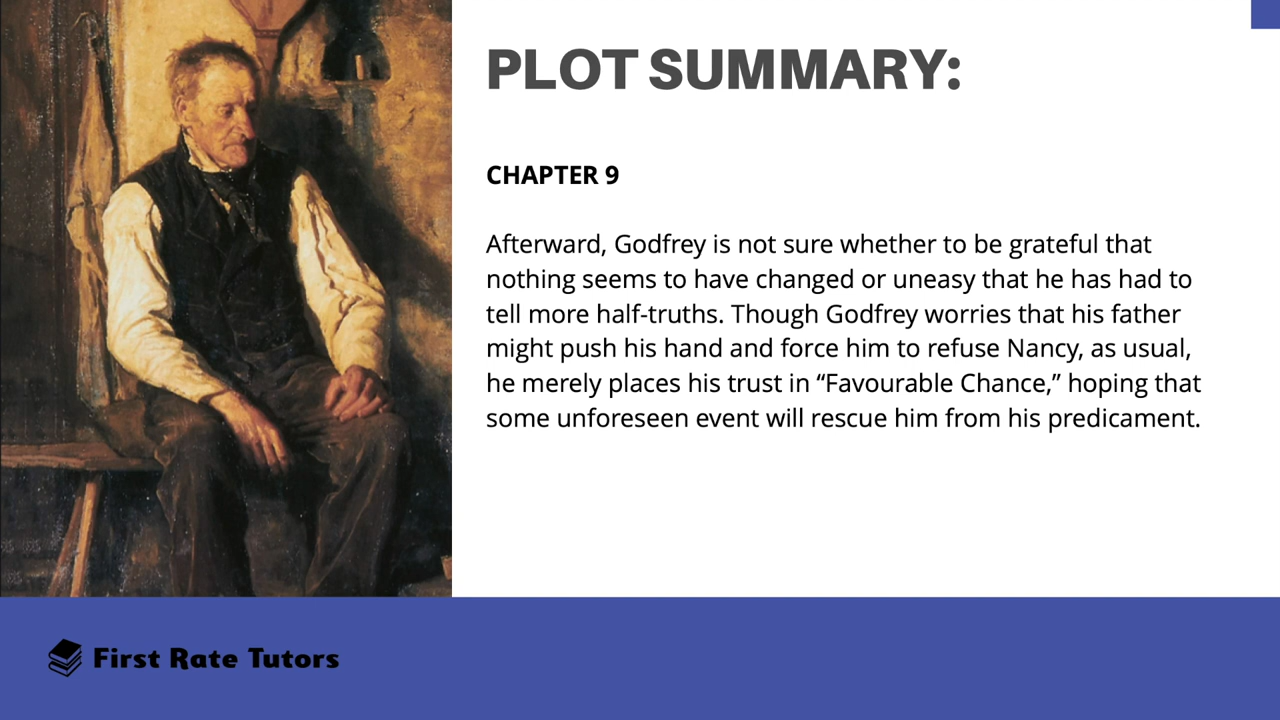 PLOT SUMMARY:
CHAPTER 9
Afterward, Godfrey is not sure whether to be grateful that
nothing seems to have changed or uneasy that he has had to
tell more half-truths. Though Godfrey worries that his father
might push his hand and force him to refuse Nancy, as usual,
he merely places his trust in “Favourable Chance,” hoping that
some unforeseen event will rescue him from his predicament.
First Rate Tutors